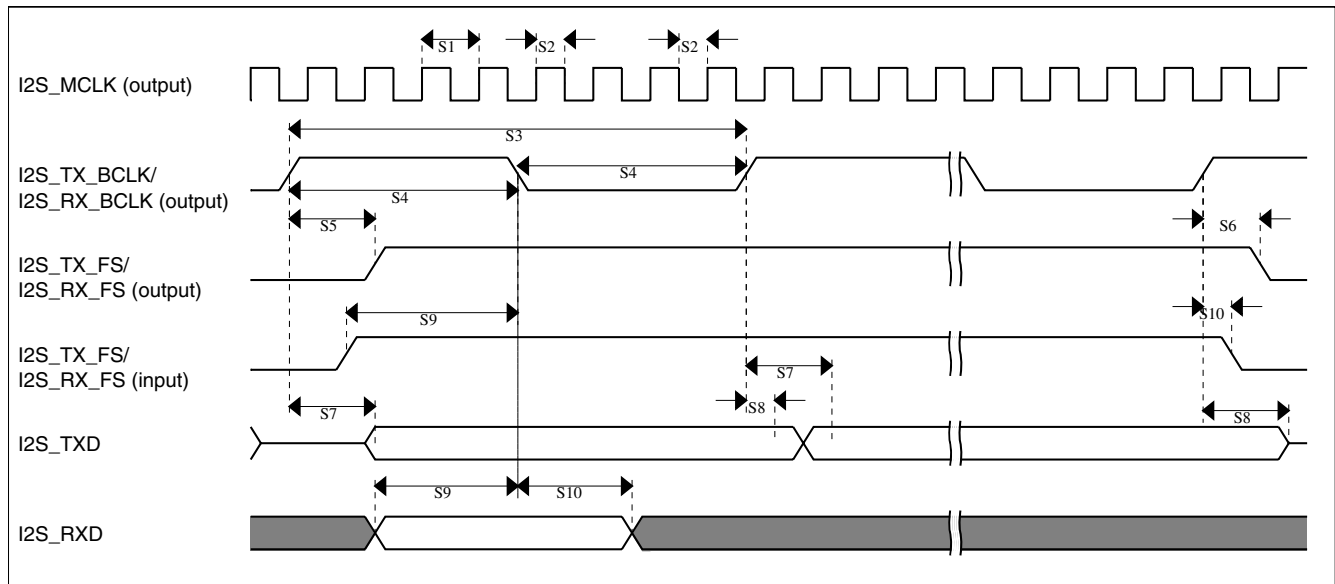 S1 S2 S2
I2S_MCLK (output)
S3
I2S_TX_BCLK/
I2S_RX_BCLK (output)
S4
S4
S5
S6
I2S_TX_FS/
I2S_RX_FS (output)
S10
S9
I2S_TX_FS/
I2S_RX_FS (input)
S7
S7
S8
S8
I2S_TXD
S9 S10
I2S_RXD